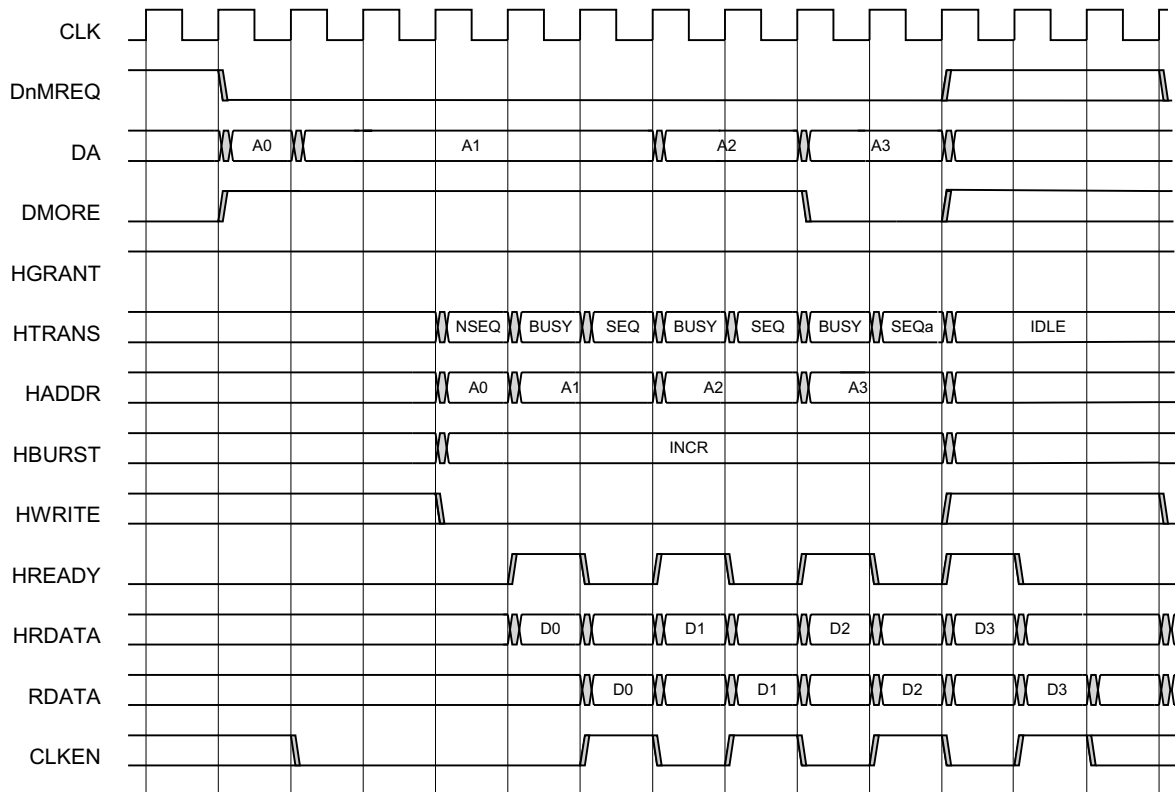 CLK
DnMREQ
DA A0 A1 A2 A3
DMORE
HGRANT
HTRANS NSEQ BUSY SEQ BUSY SEQ BUSY SEQa IDLE
HADDR A0 A1 A2 A3
HBURST INCR
HWRITE
HREADY
HRDATA D0 D1 D2 D3
RDATA D0 D1 D2 D3
CLKEN